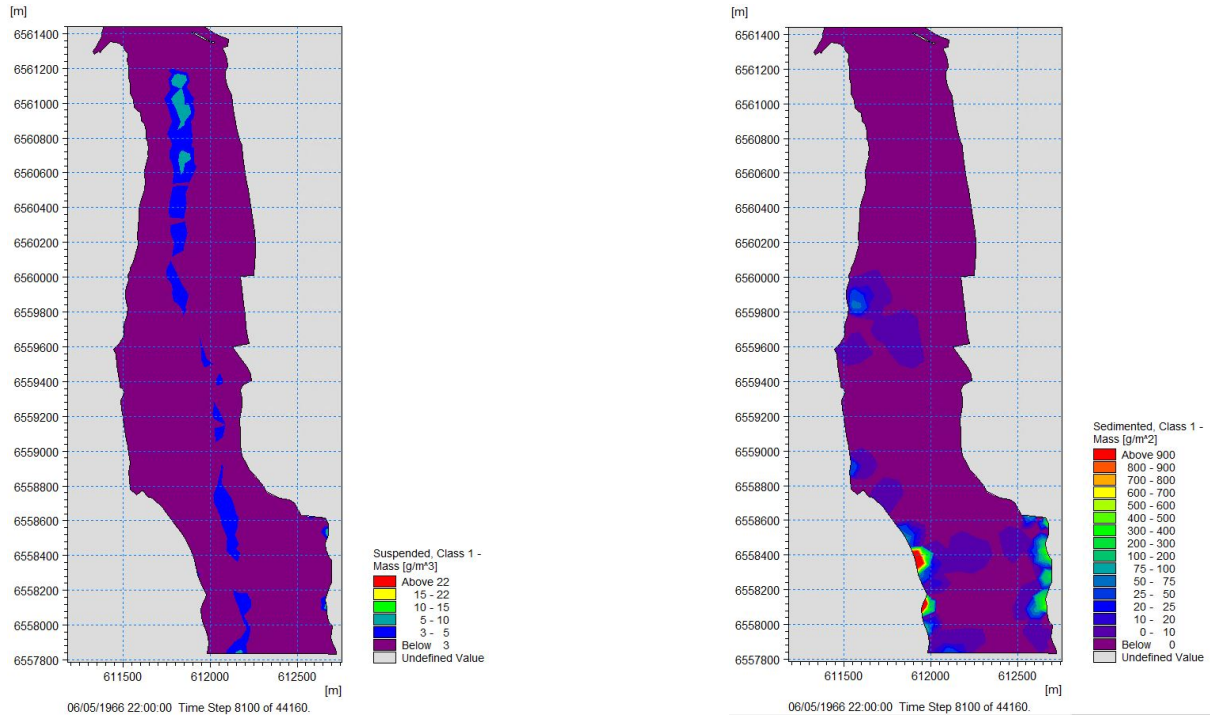 [m]
6561400
6561200
6561000
6560800
6560600
6560400
6560200
6560000
6559800
6559600
6559400
6559200
6559000
6558800
6558600
6558400
6558200
6558000
6557800
611500 612000 612500
[m]
06/05/1966 22:00:00 Time Step 8100 of 44160.
Suspended, Class 1 -
Mass [g/m^3]
Above 22
15 - 22
10 - 15
5 - 10
3 - 5
Below 3
Undefined Value
[m]
6561400
6561200
6561000
6560800
6560600
6560400
6560200
6560000
6559800
6559600
6559400
6559200
6559000
6558800
6558600
6558400
6558200
6558000
6557800
611500 612000 612500
[m]
06/05/1966 22:00:00 Time Step 8100 of 44160.
Sedimented, Class 1 -
Mass [g/m^2]
Above 900
800 - 900
700 - 800
600 - 700
500 - 600
400 - 500
300 - 400
200 - 300
100 - 200
75 - 100
50 - 75
25 - 50
20 - 25
10 - 20
0 - 10
Below 0
Undefined Value